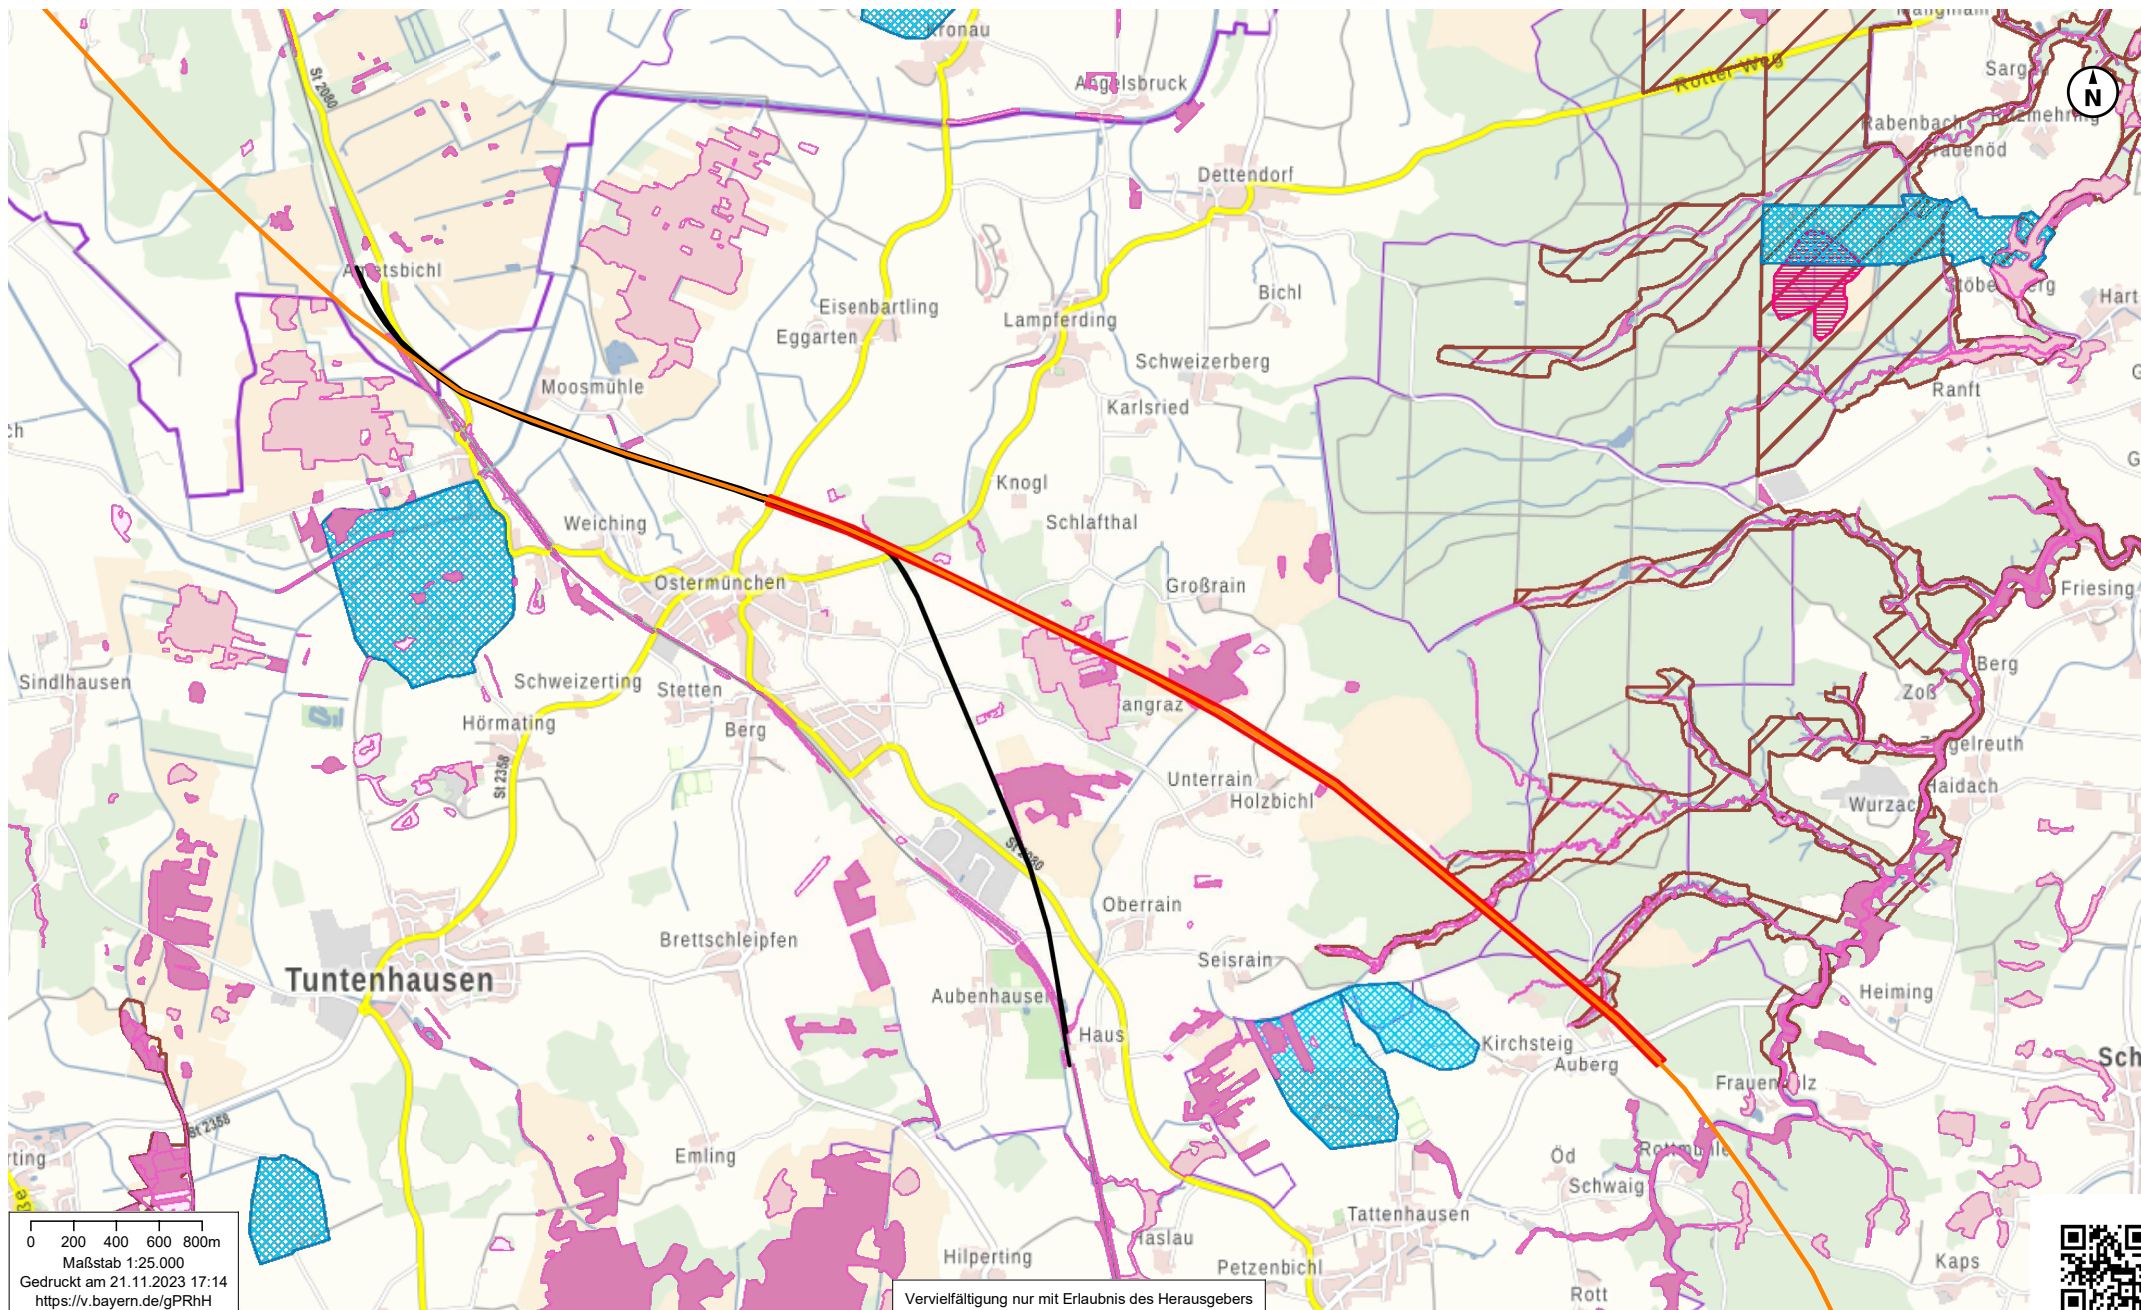 Kronau
St 2080
Angelsbruck
Rotter Weg
N
Rabenbach
Dettendorf
Bichl
Eisenbartling
Eggarten
Lampferding
Schweizerberg
Hart
Ranft
Moosmühle
Karlsried
Knogl
Schlafthal
Weiching
Ostermünchen
Großrain
Friesing
Sindlhausen
Schweizerting
Stetten
Hörmating
Berg
Berg
Zoß
Unterrain
Holzbichl
Haidach
St 2358
Oberrain
Brettschleipfen
Seisrain
Tuntenhausen
Aubenhausen
Heiming
Haus
Kirchsteig
Auberg
Sch
St 2358
Emling
Öd
Schwaig
Tattenhausen
Hilperting
Petzenbichl
Kaps
Rott
0 200 400 600 800m
Maßstab 1:25.000
Gedruckt am 21.11.2023 17:14
https://v.bayern.de/gPRhH
Vervielfältigung nur mit Erlaubnis des Herausgebers